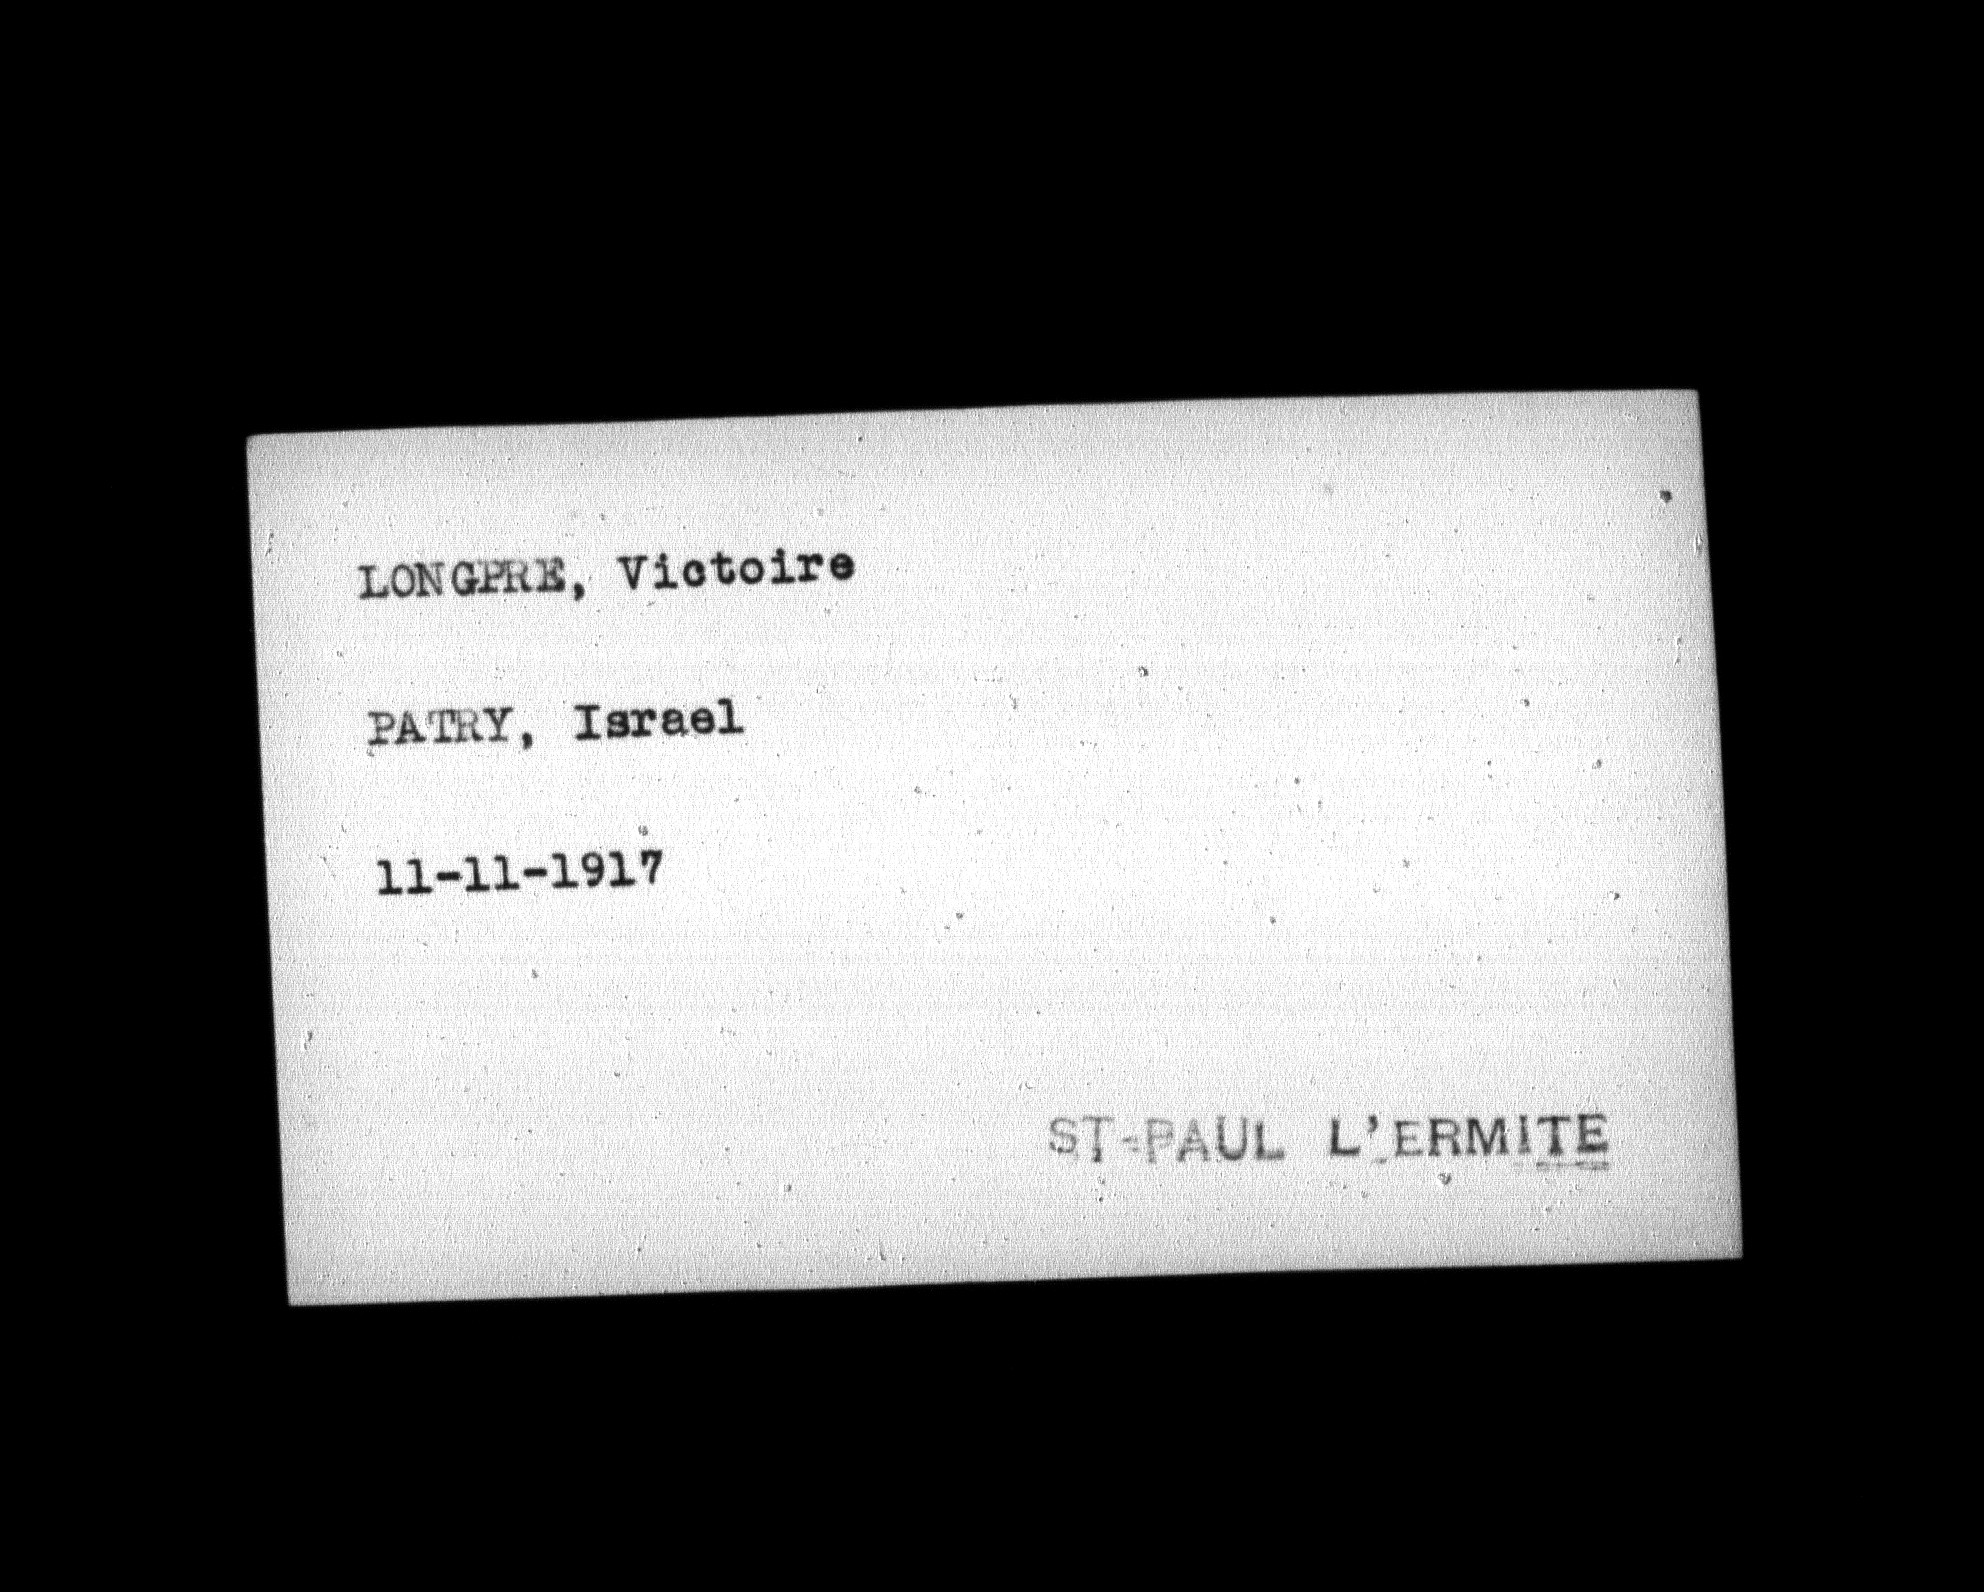 LONGPRE, Victoire
PATRY, Israel
11-11-1917
ST-PAUL L'ERMITE